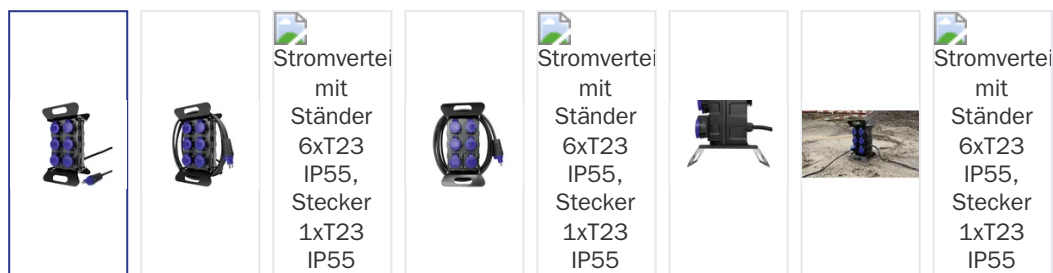 Stromvertei
mit
Ständer
6xT23
IP55,
Stecker
1xT23
IP55
Stromvertei
mit
Ständer
6xT23
IP55,
Stecker
1xT23
IP55
Stromvertei
mit
Ständer
6xT23
IP55,
Stecker
1xT23
IP55